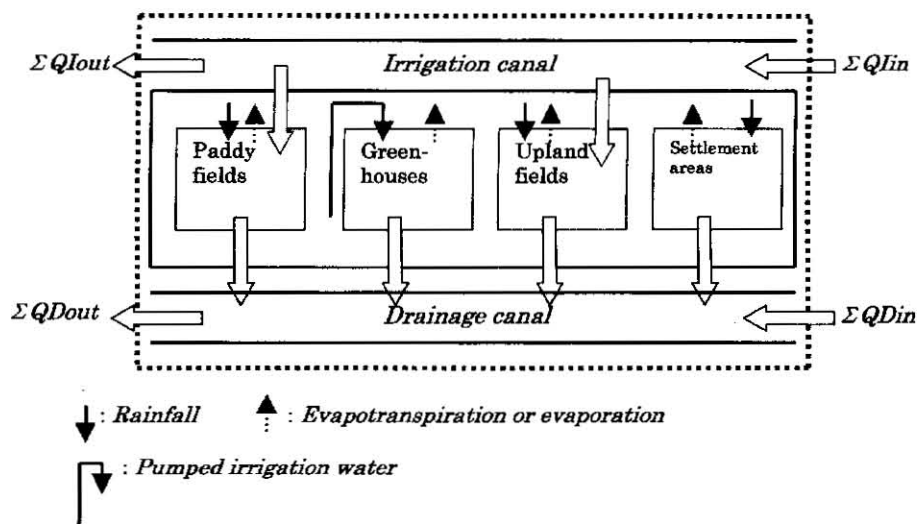 ΣQIout
Irrigation canal
ΣQIin
Paddy
fields
Green-
houses
Upland
fields
Settlement
areas
ΣQDout
Drainage canal
ΣQDin
: Rainfall
: Evapotranspiration or evaporation
: Pumped irrigation water